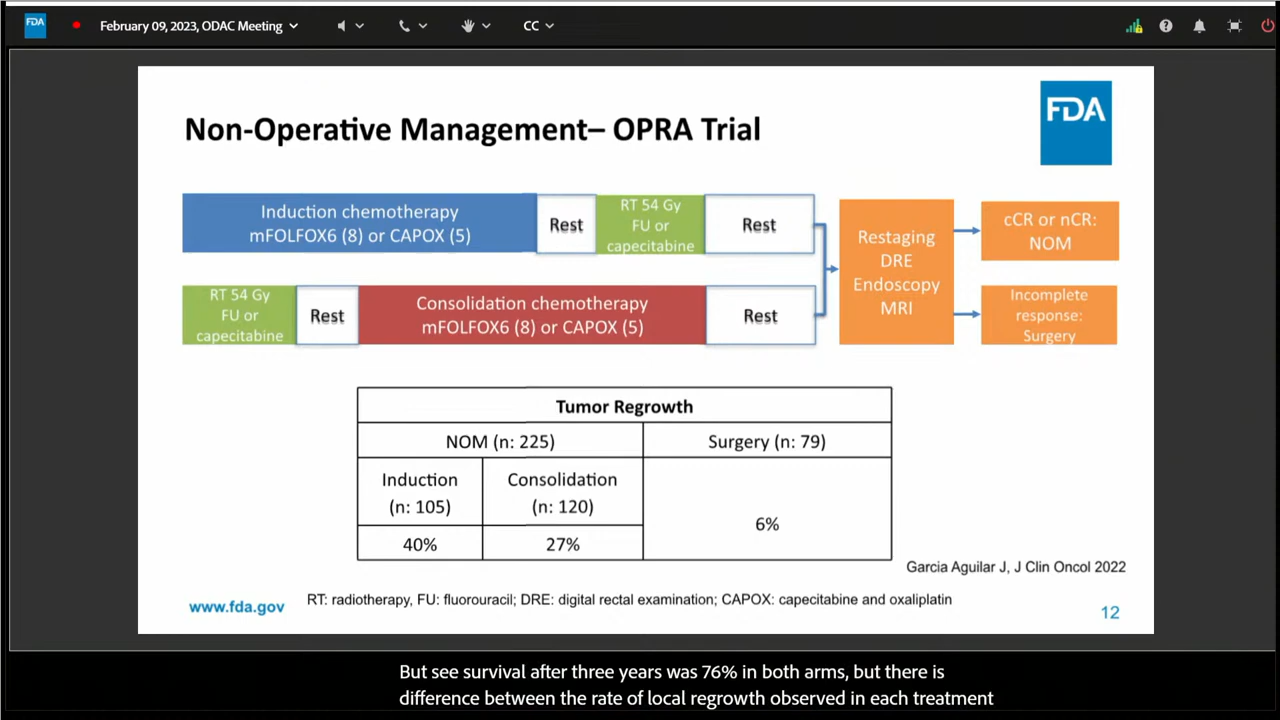 FDA
February 09, 2023, ODAC Meeting
CC
Non-Operative Management– OPRA Trial
FDA
Induction chemotherapy
mFOLFOX6 (8) or CAPOX (5)
Rest
RT 54 Gy
FU or
capecitabine
Rest
RT 54 Gy
FU or
capecitabine
Rest
Consolidation chemotherapy
mFOLFOX6 (8) or CAPOX (5)
Rest
Restaging
DRE
Endoscopy
MRI
cCR or nCR:
NOM
Incomplete
response:
Surgery
Tumor Regrowth
NOM (n: 225)
Surgery (n: 79)
Induction
(n: 105)
Consolidation
(n: 120)
6%
40%
27%
Garcia Aguilar J, J Clin Oncol 2022
www.fda.gov
RT: radiotherapy, FU: fluorouracil; DRE: digital rectal examination; CAPOX: capecitabine and oxaliplatin
12
But see survival after three years was 76% in both arms, but there is
difference between the rate of local regrowth observed in each treatment